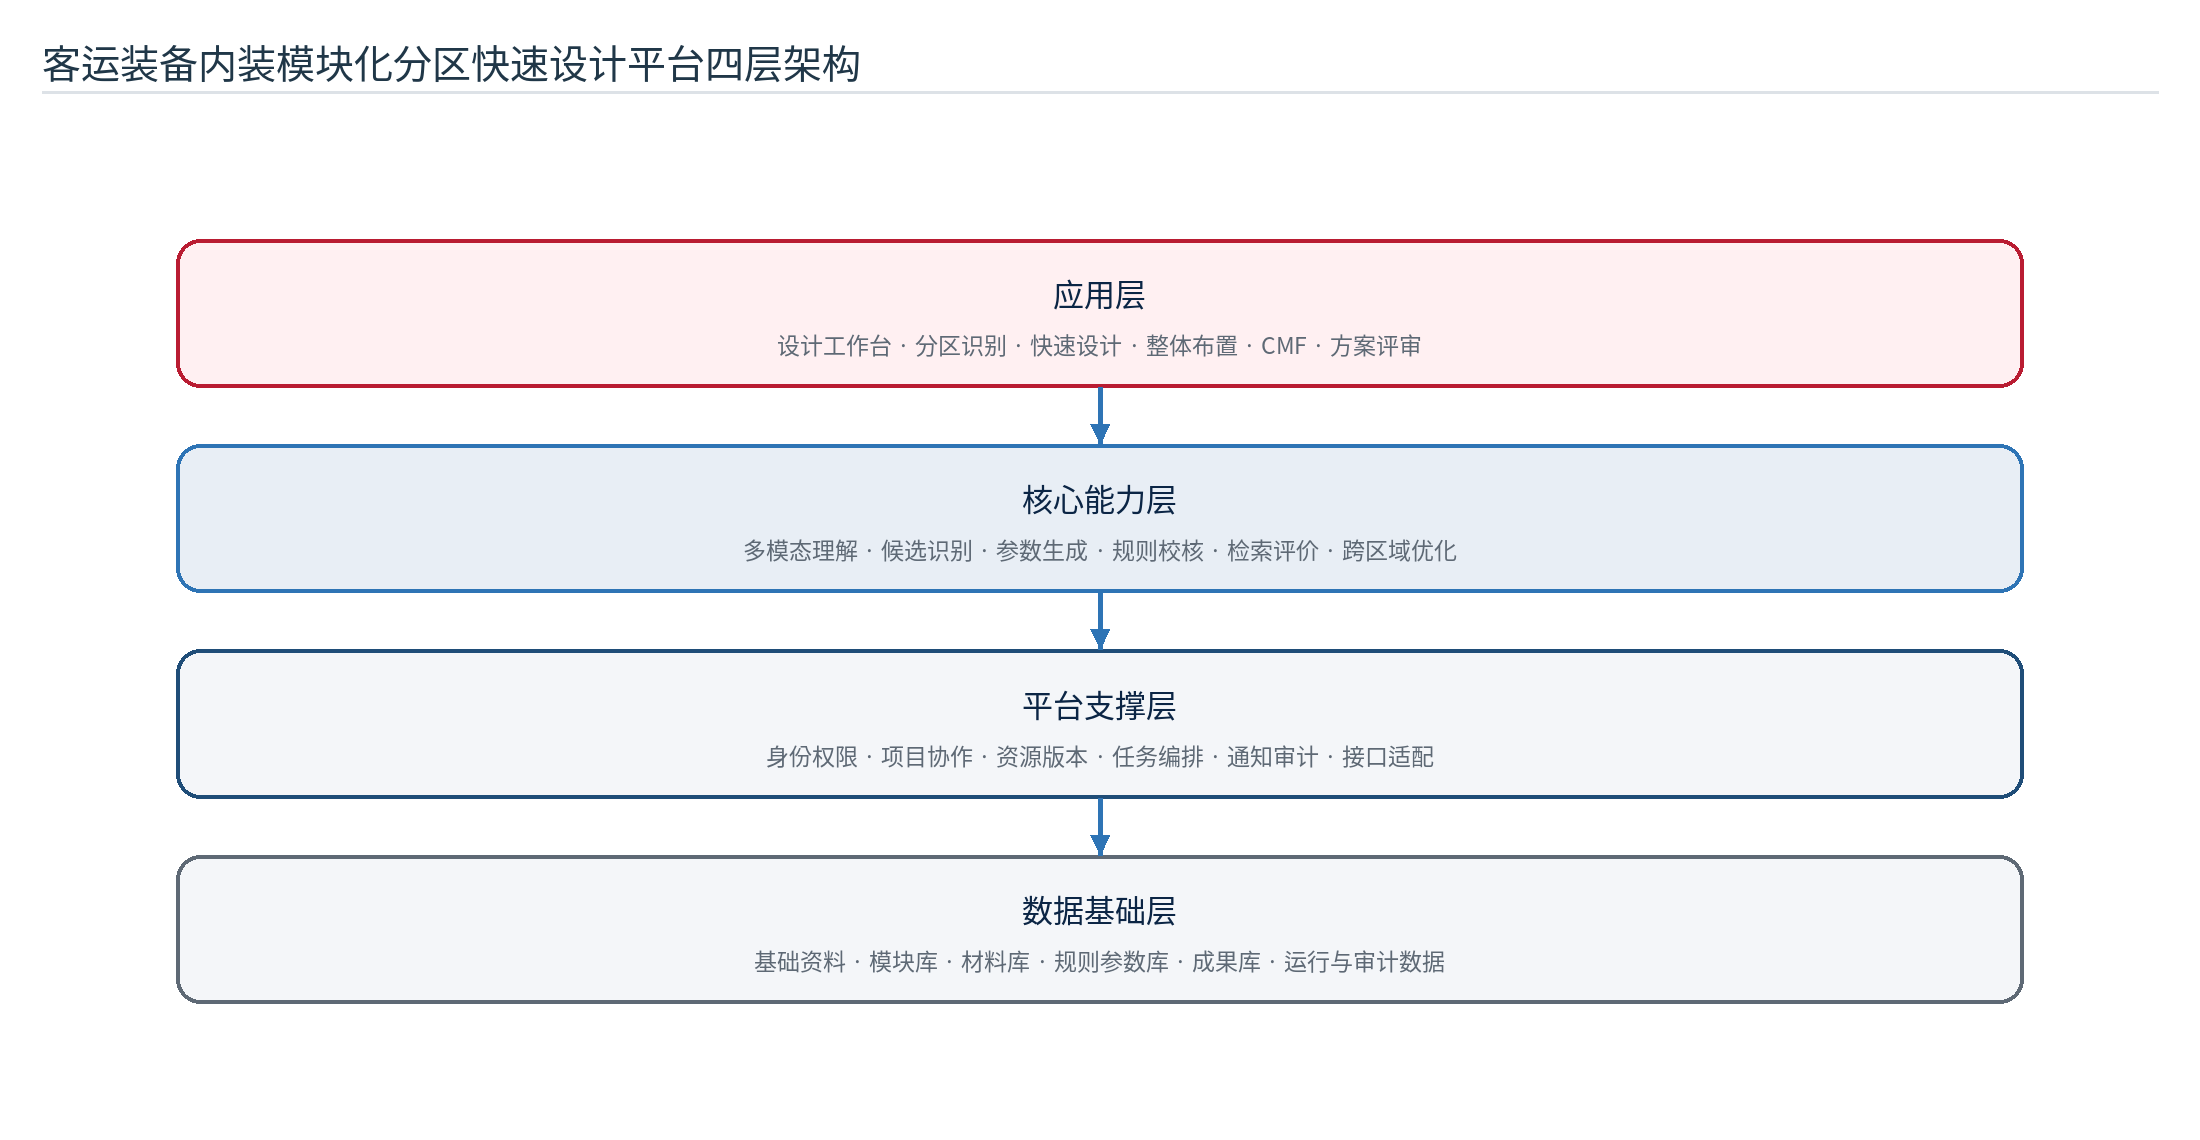 客运装备内装模块化分区快速设计平台四层架构
应用层
设计工作台 · 分区识别 · 快速设计 · 整体布置 · CMF · 方案评审
核心能力层
多模态理解 · 候选识别 · 参数生成 · 规则校核 · 检索评价 · 跨区域优化
平台支撑层
身份权限 · 项目协作 · 资源版本 · 任务编排 · 通知审计 · 接口适配
数据基础层
基础资料 · 模块库 · 材料库 · 规则参数库 · 成果库 · 运行与审计数据